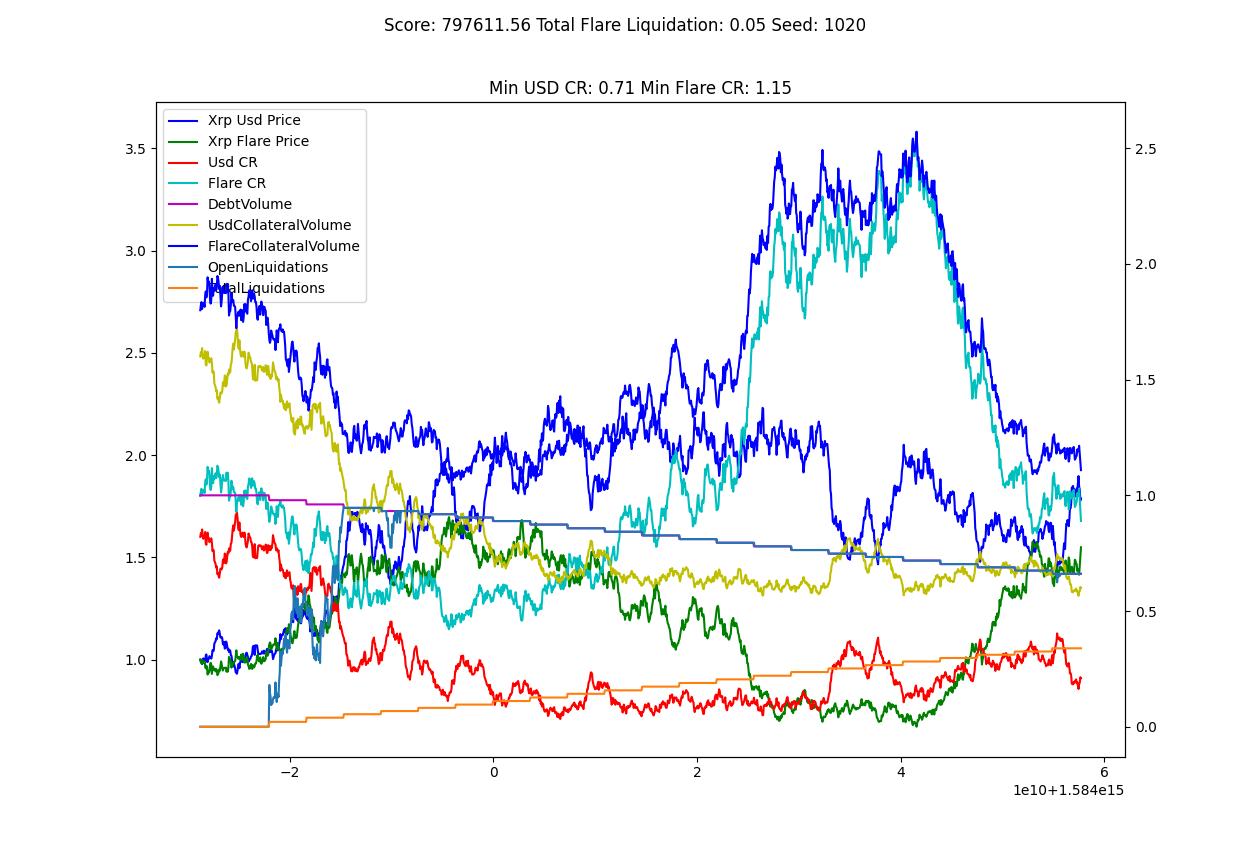 Score: 797611.56 Total Flare Liquidation: 0.05 Seed: 1020
Min USD CR: 0.71 Min Flare CR: 1.15
Xrp Usd Price
Xrp Flare Price
Usd CR
Flare CR
DebtVolume
UsdCollateralVolume
FlareCollateralVolume
OpenLiquidations
TotalLiquidations
3.5
3.0
2.5
2.0
1.5
1.0
2.5
2.0
1.5
1.0
0.5
0.0
−2
0
2
4
6
1e10+1.584e15